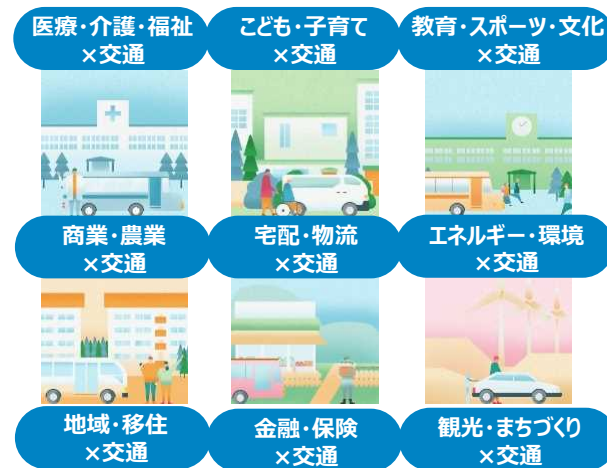 医療・介護・福祉
×交通
こども・子育て
×交通
教育・スポーツ・文化
×交通
商業・農業
×交通
宅配・物流
×交通
エネルギー・環境
×交通
地域・移住
×交通
金融・保険
×交通
観光・まちづくり
×交通